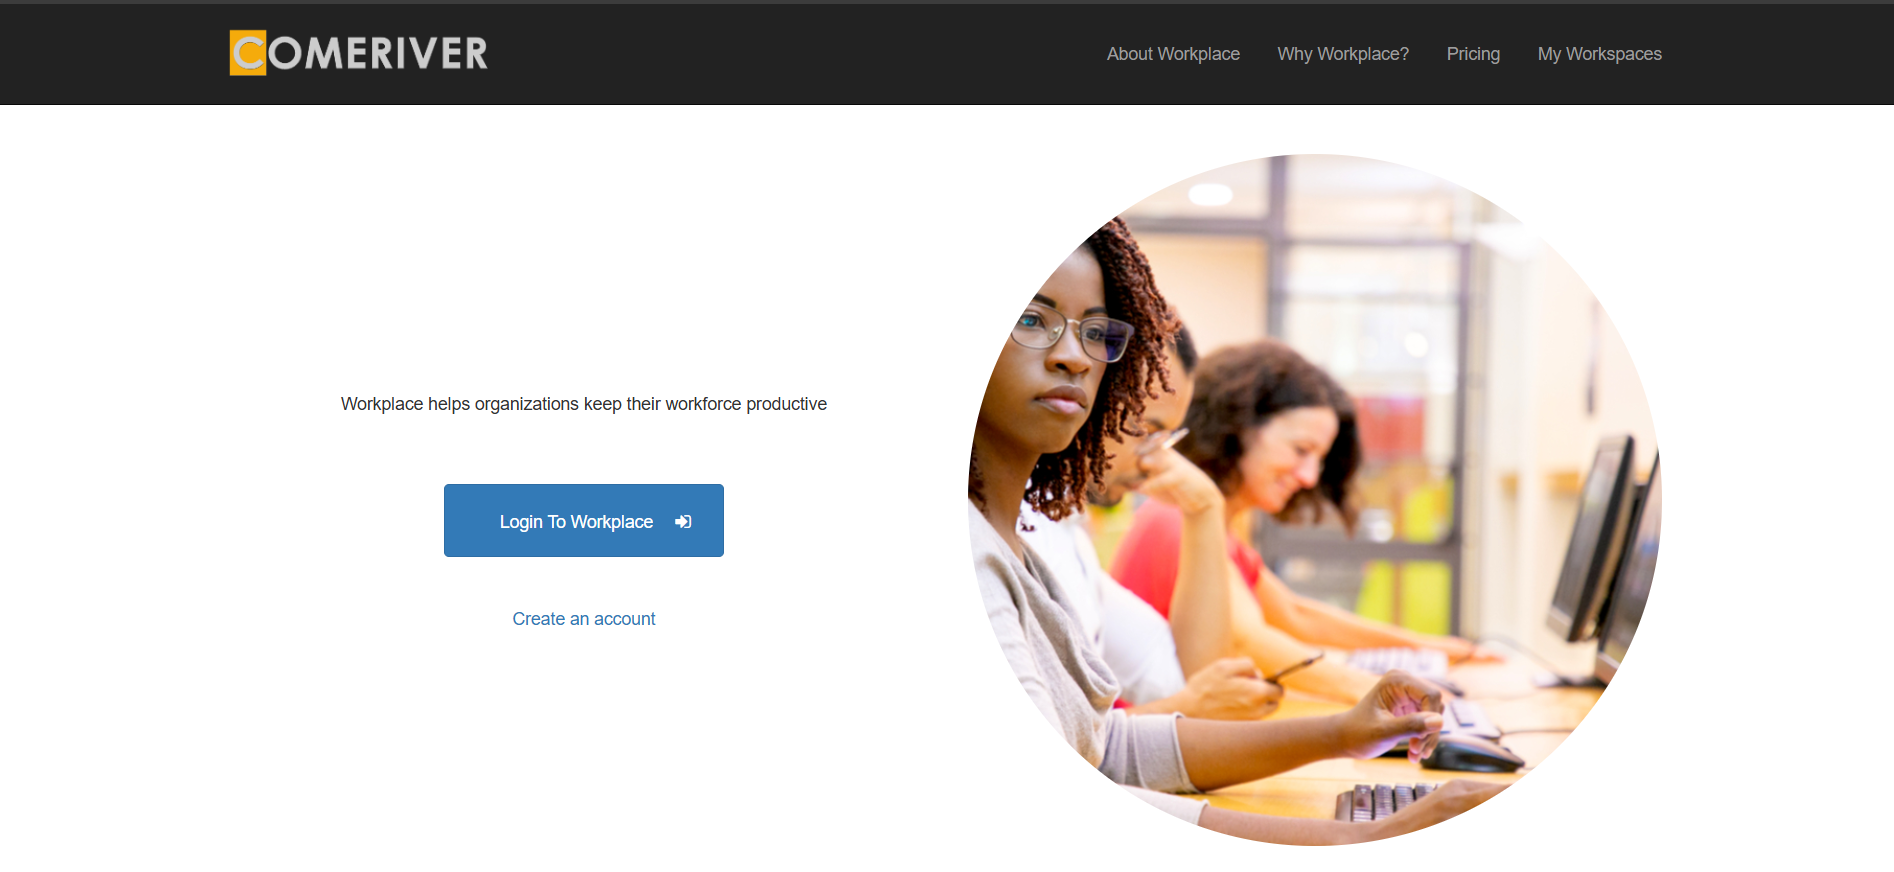 COMERIVER
About Workplace
Why Workplace?
Pricing
My Workspaces
Workplace helps organizations keep their workforce productive
Login To Workplace
Create an account